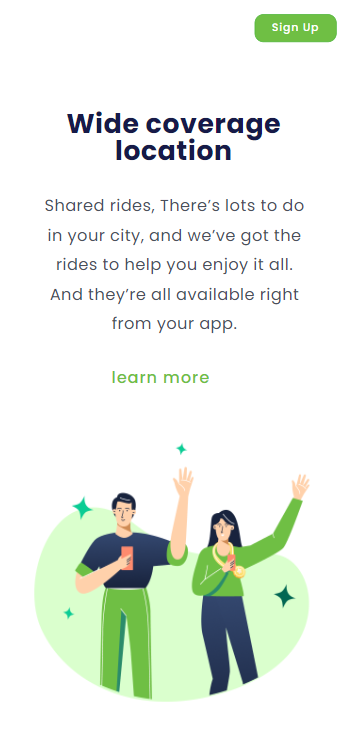 Sign Up
Wide coverage
location
Shared rides, There’s lots to do
in your city, and we’ve got the
rides to help you enjoy it all.
And they’re all available right
from your app.
learn more